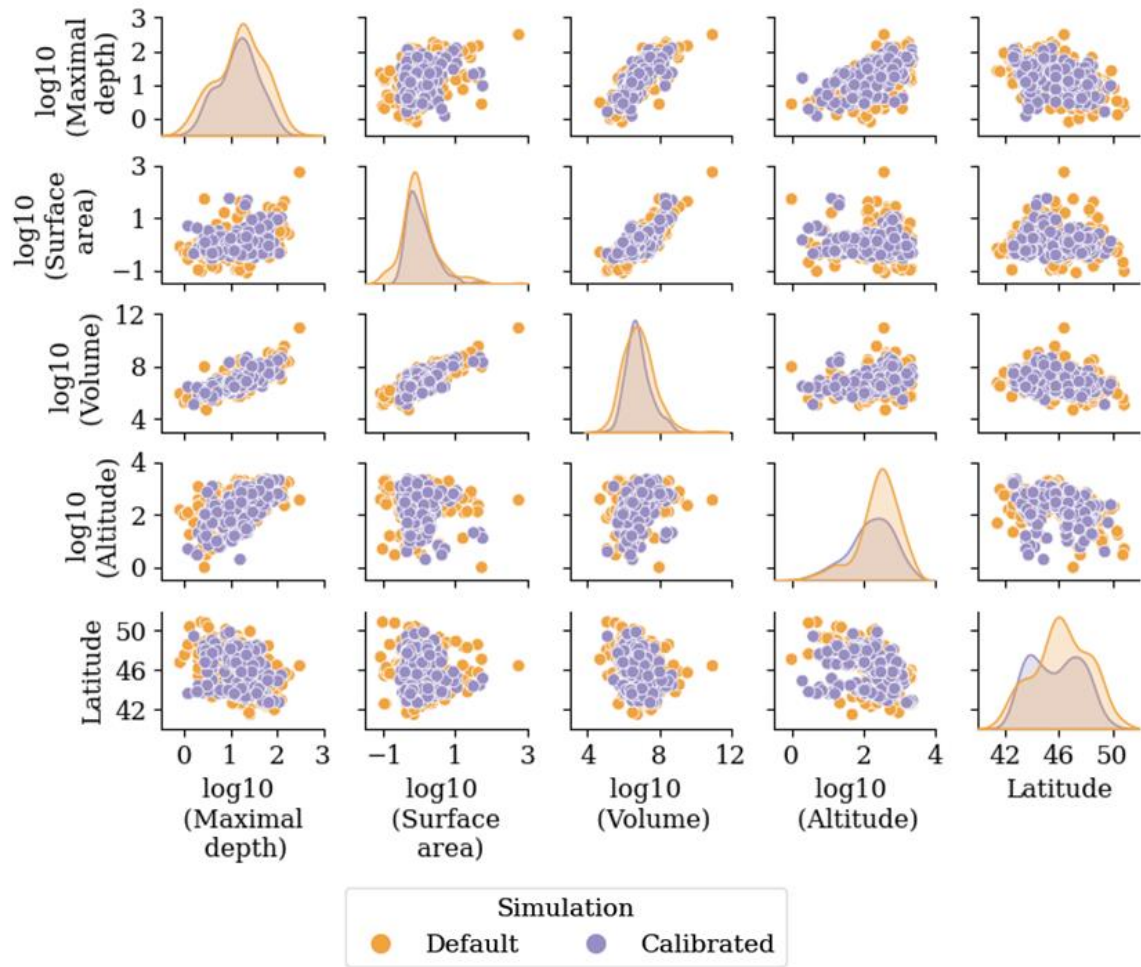 log10
(Maximal
depth)
3
2
1
0
log10
(Surface
area)
3
1
−1
log10
(Volume)
12
8
4
log10
(Altitude)
4
2
0
Latitude
50
46
42
0 1 2 3
−1 1 3
4 8 12
0 2 4
42 46 50
log10
(Maximal
depth)
log10
(Surface
area)
log10
(Volume)
log10
(Altitude)
Latitude
Simulation
Default
Calibrated